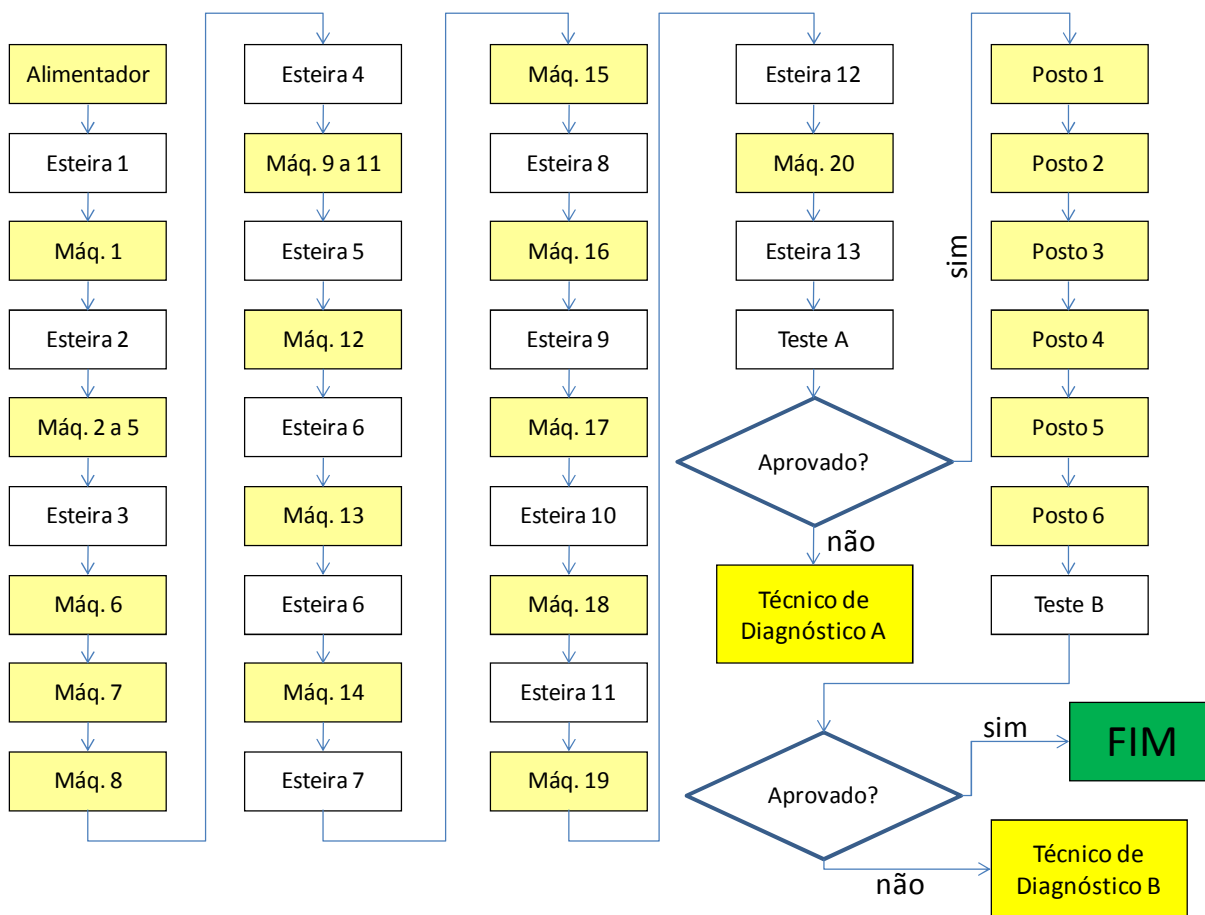 Alimentador
Esteira 1
Máq. 1
Esteira 2
Máq. 2 a 5
Esteira 3
Máq. 6
Máq. 7
Máq. 8
Esteira 4
Máq. 9 a 11
Esteira 5
Máq. 12
Esteira 6
Máq. 13
Esteira 6
Máq. 14
Esteira 7
Máq. 15
Esteira 8
Máq. 16
Esteira 9
Máq. 17
Esteira 10
Máq. 18
Esteira 11
Máq. 19
Esteira 12
Máq. 20
Esteira 13
Teste A
Aprovado?
não
Técnico de
Diagnóstico A
sim
Posto 1
Posto 2
Posto 3
Posto 4
Posto 5
Posto 6
Teste B
Aprovado?
sim
FIM
não
Técnico de
Diagnóstico B